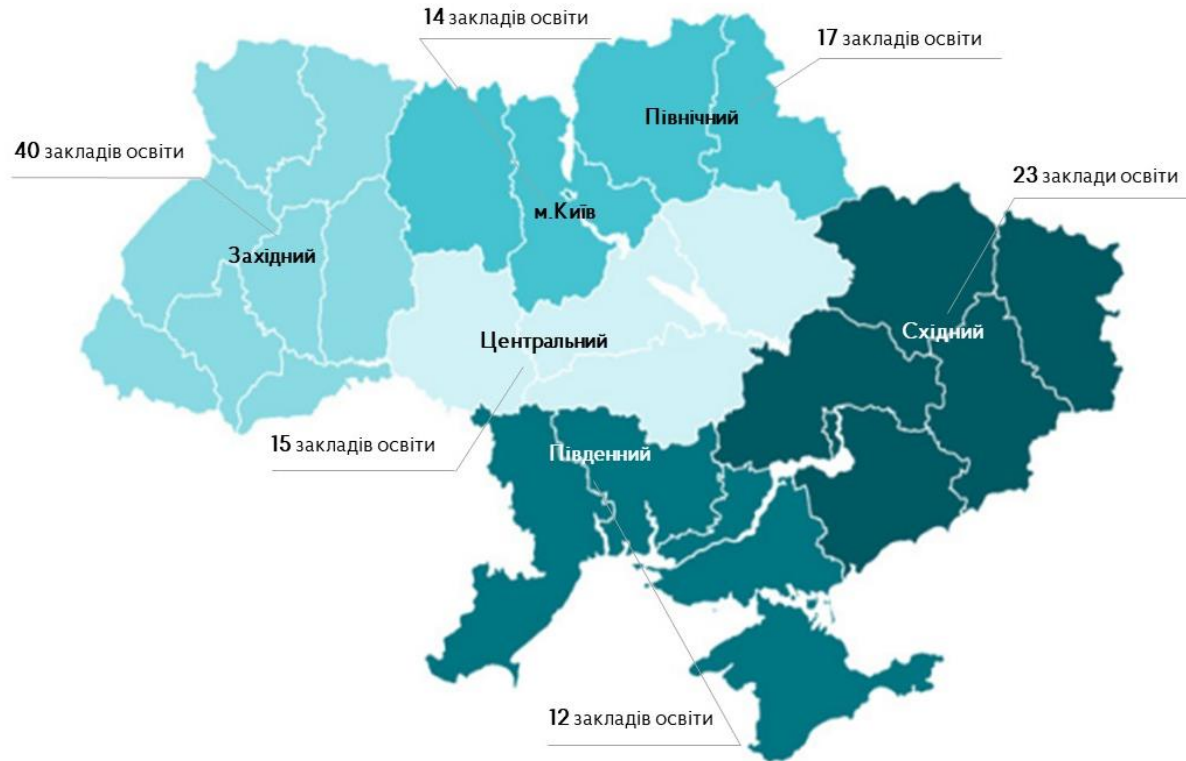 14 закладів освіти
17 закладів освіти
Північний
40 закладів освіти
23 заклади освіти
м.Київ
Західний
Східний
Центральний
15 закладів освіти
Південний
12 закладів освіти